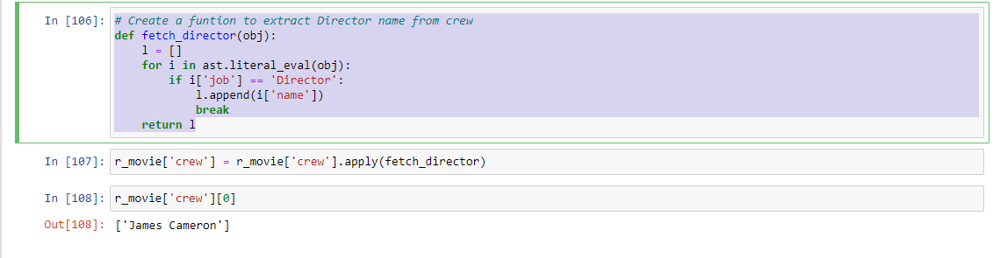 In [106]: # Create a funtion to extract Director name from crew
def fetch_director(obj):
    l = []
    for i in ast.literal_eval(obj):
        if i['job'] == 'Director':
            l.append(i['name'])
            break
    return l
In [107]: r_movie['crew'] = r_movie['crew'].apply(fetch_director)
In [108]: r_movie['crew'][0]
Out[108]: ['James Cameron']